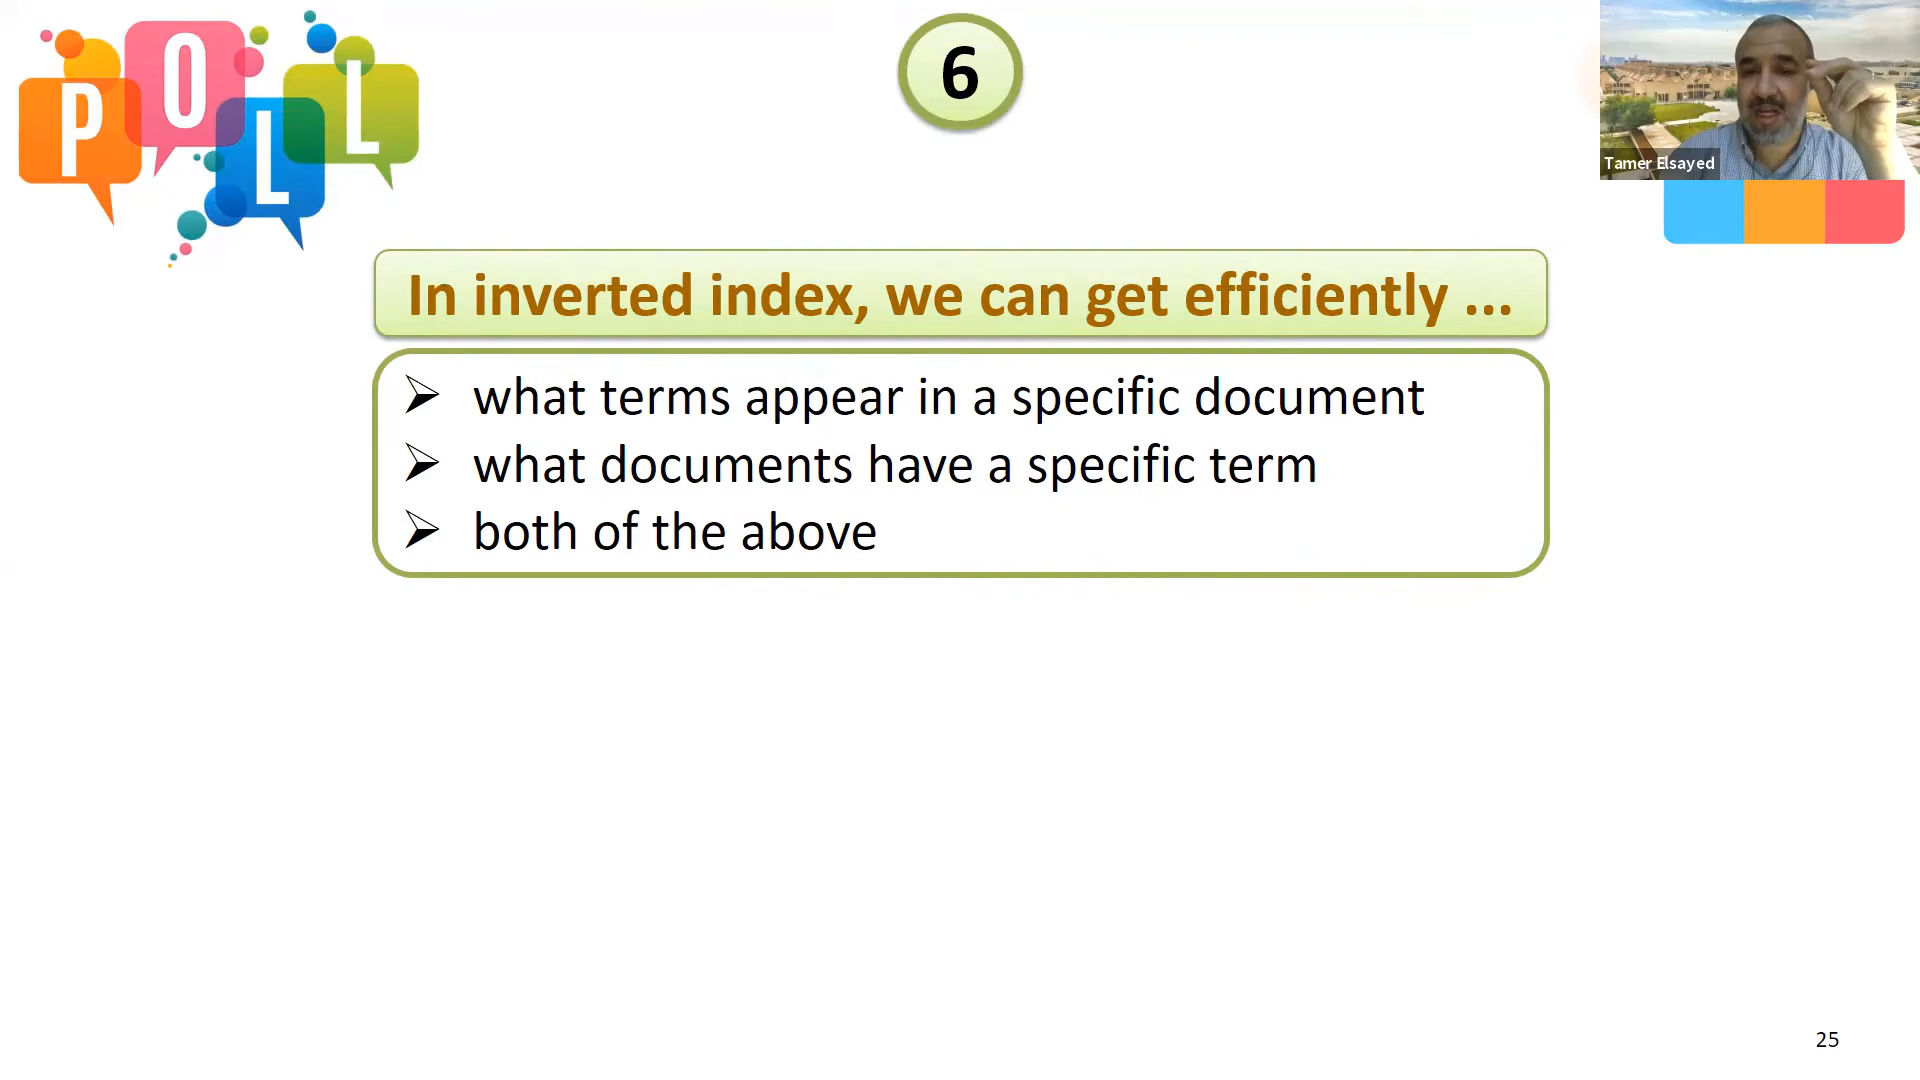 POLL
6
Tamer Elsayed
In inverted index, we can get efficiently ...
➢ what terms appear in a specific document
➢ what documents have a specific term
➢ both of the above
25